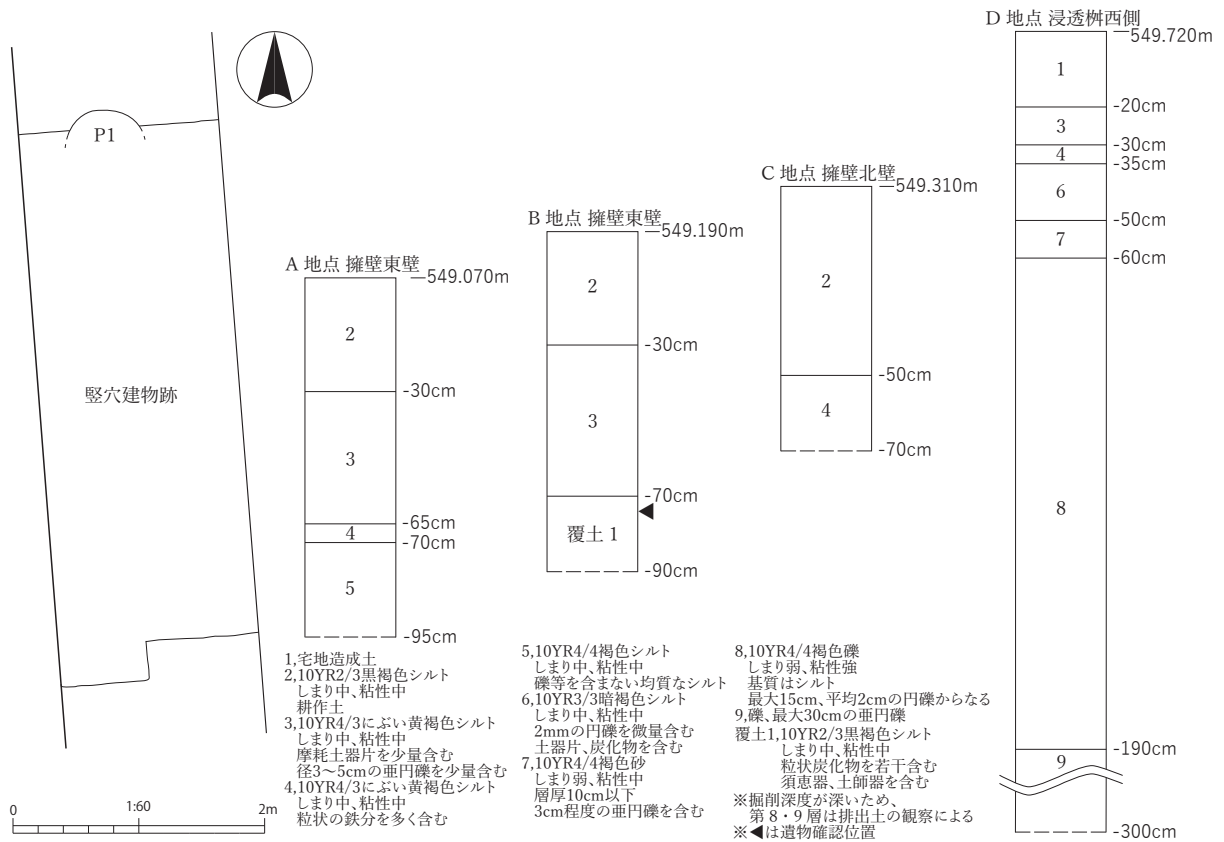 P1
竪穴建物跡
0
1:60
2m
A 地点 擁壁東壁
549.070m
2
-30cm
3
-65cm
4
-70cm
5
-95cm
B 地点 擁壁東壁
549.190m
2
-30cm
3
-70cm
覆土 1
-90cm
C 地点 擁壁北壁
549.310m
2
-50cm
4
-70cm
D 地点 浸透桝西側
549.720m
1
-20cm
3
-30cm
4
-35cm
6
-50cm
7
-60cm
8
-190cm
9
-300cm
1,宅地造成土
2,10YR2/3黒褐色シルト
しまり中、粘性中
耕作土
3,10YR4/3にぶい黄褐色シルト
しまり中、粘性中
摩耗土器片を少量含む
径3〜5cmの亜円礫を少量含む
4,10YR4/3にぶい黄褐色シルト
しまり中、粘性中
粒状の鉄分を多く含む
5,10YR4/4褐色シルト
しまり中、粘性中
礫等を含まない均質なシルト
6,10YR3/3暗褐色シルト
しまり中、粘性中
2mmの円礫を微量含む
土器片、炭化物を含む
7,10YR4/4褐色砂
しまり弱、粘性中
層厚10cm以下
3cm程度の亜円礫を含む
8,10YR4/4褐色礫
しまり弱、粘性強
基質はシルト
最大15cm、平均2cmの円礫からなる
9,礫、最大30cmの亜円礫
覆土1,10YR2/3黒褐色シルト
しまり中、粘性中
粒状炭化物を若干含む
須恵器、土師器を含む
※掘削深度が深いため、
第 8・9 層は排出土の観察による
※◀は遺物確認位置